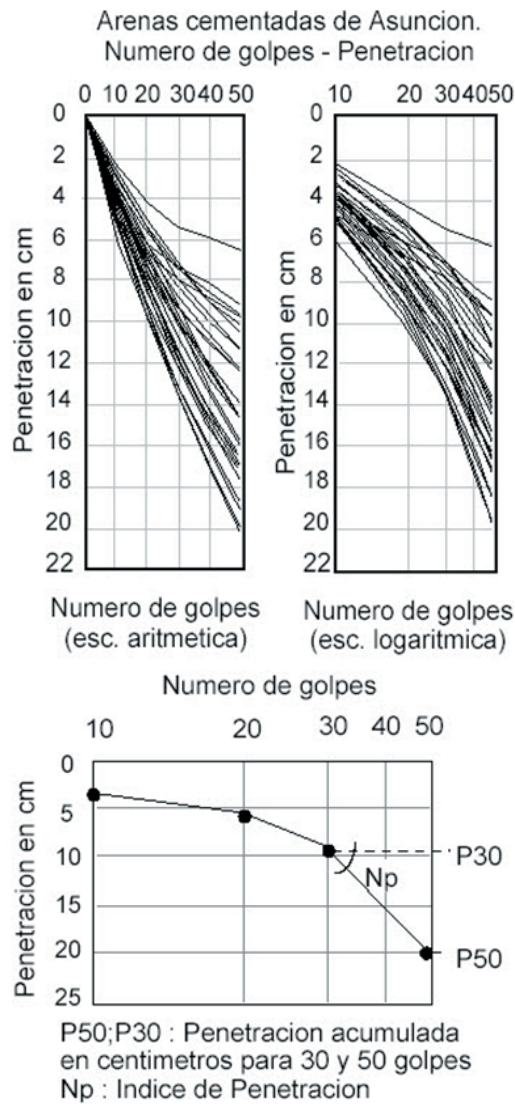 Arenas cementadas de Asuncion.
Numero de golpes - Penetracion
0 10 20 30 40 50
0
2
4
6
8
10
12
14
16
18
20
22
Penetracion en cm
Numero de golpes
(esc. aritmetica)
10 20 30 40 50
0
2
4
6
8
10
12
14
16
18
20
22
Penetracion en cm
Numero de golpes
(esc. logaritmica)
Numero de golpes
10 20 30 40 50
0
5
10
15
20
25
Penetracion en cm
P30
Np
P50
P50;P30 : Penetracion acumulada
en centimetros para 30 y 50 golpes
Np : Indice de Penetracion